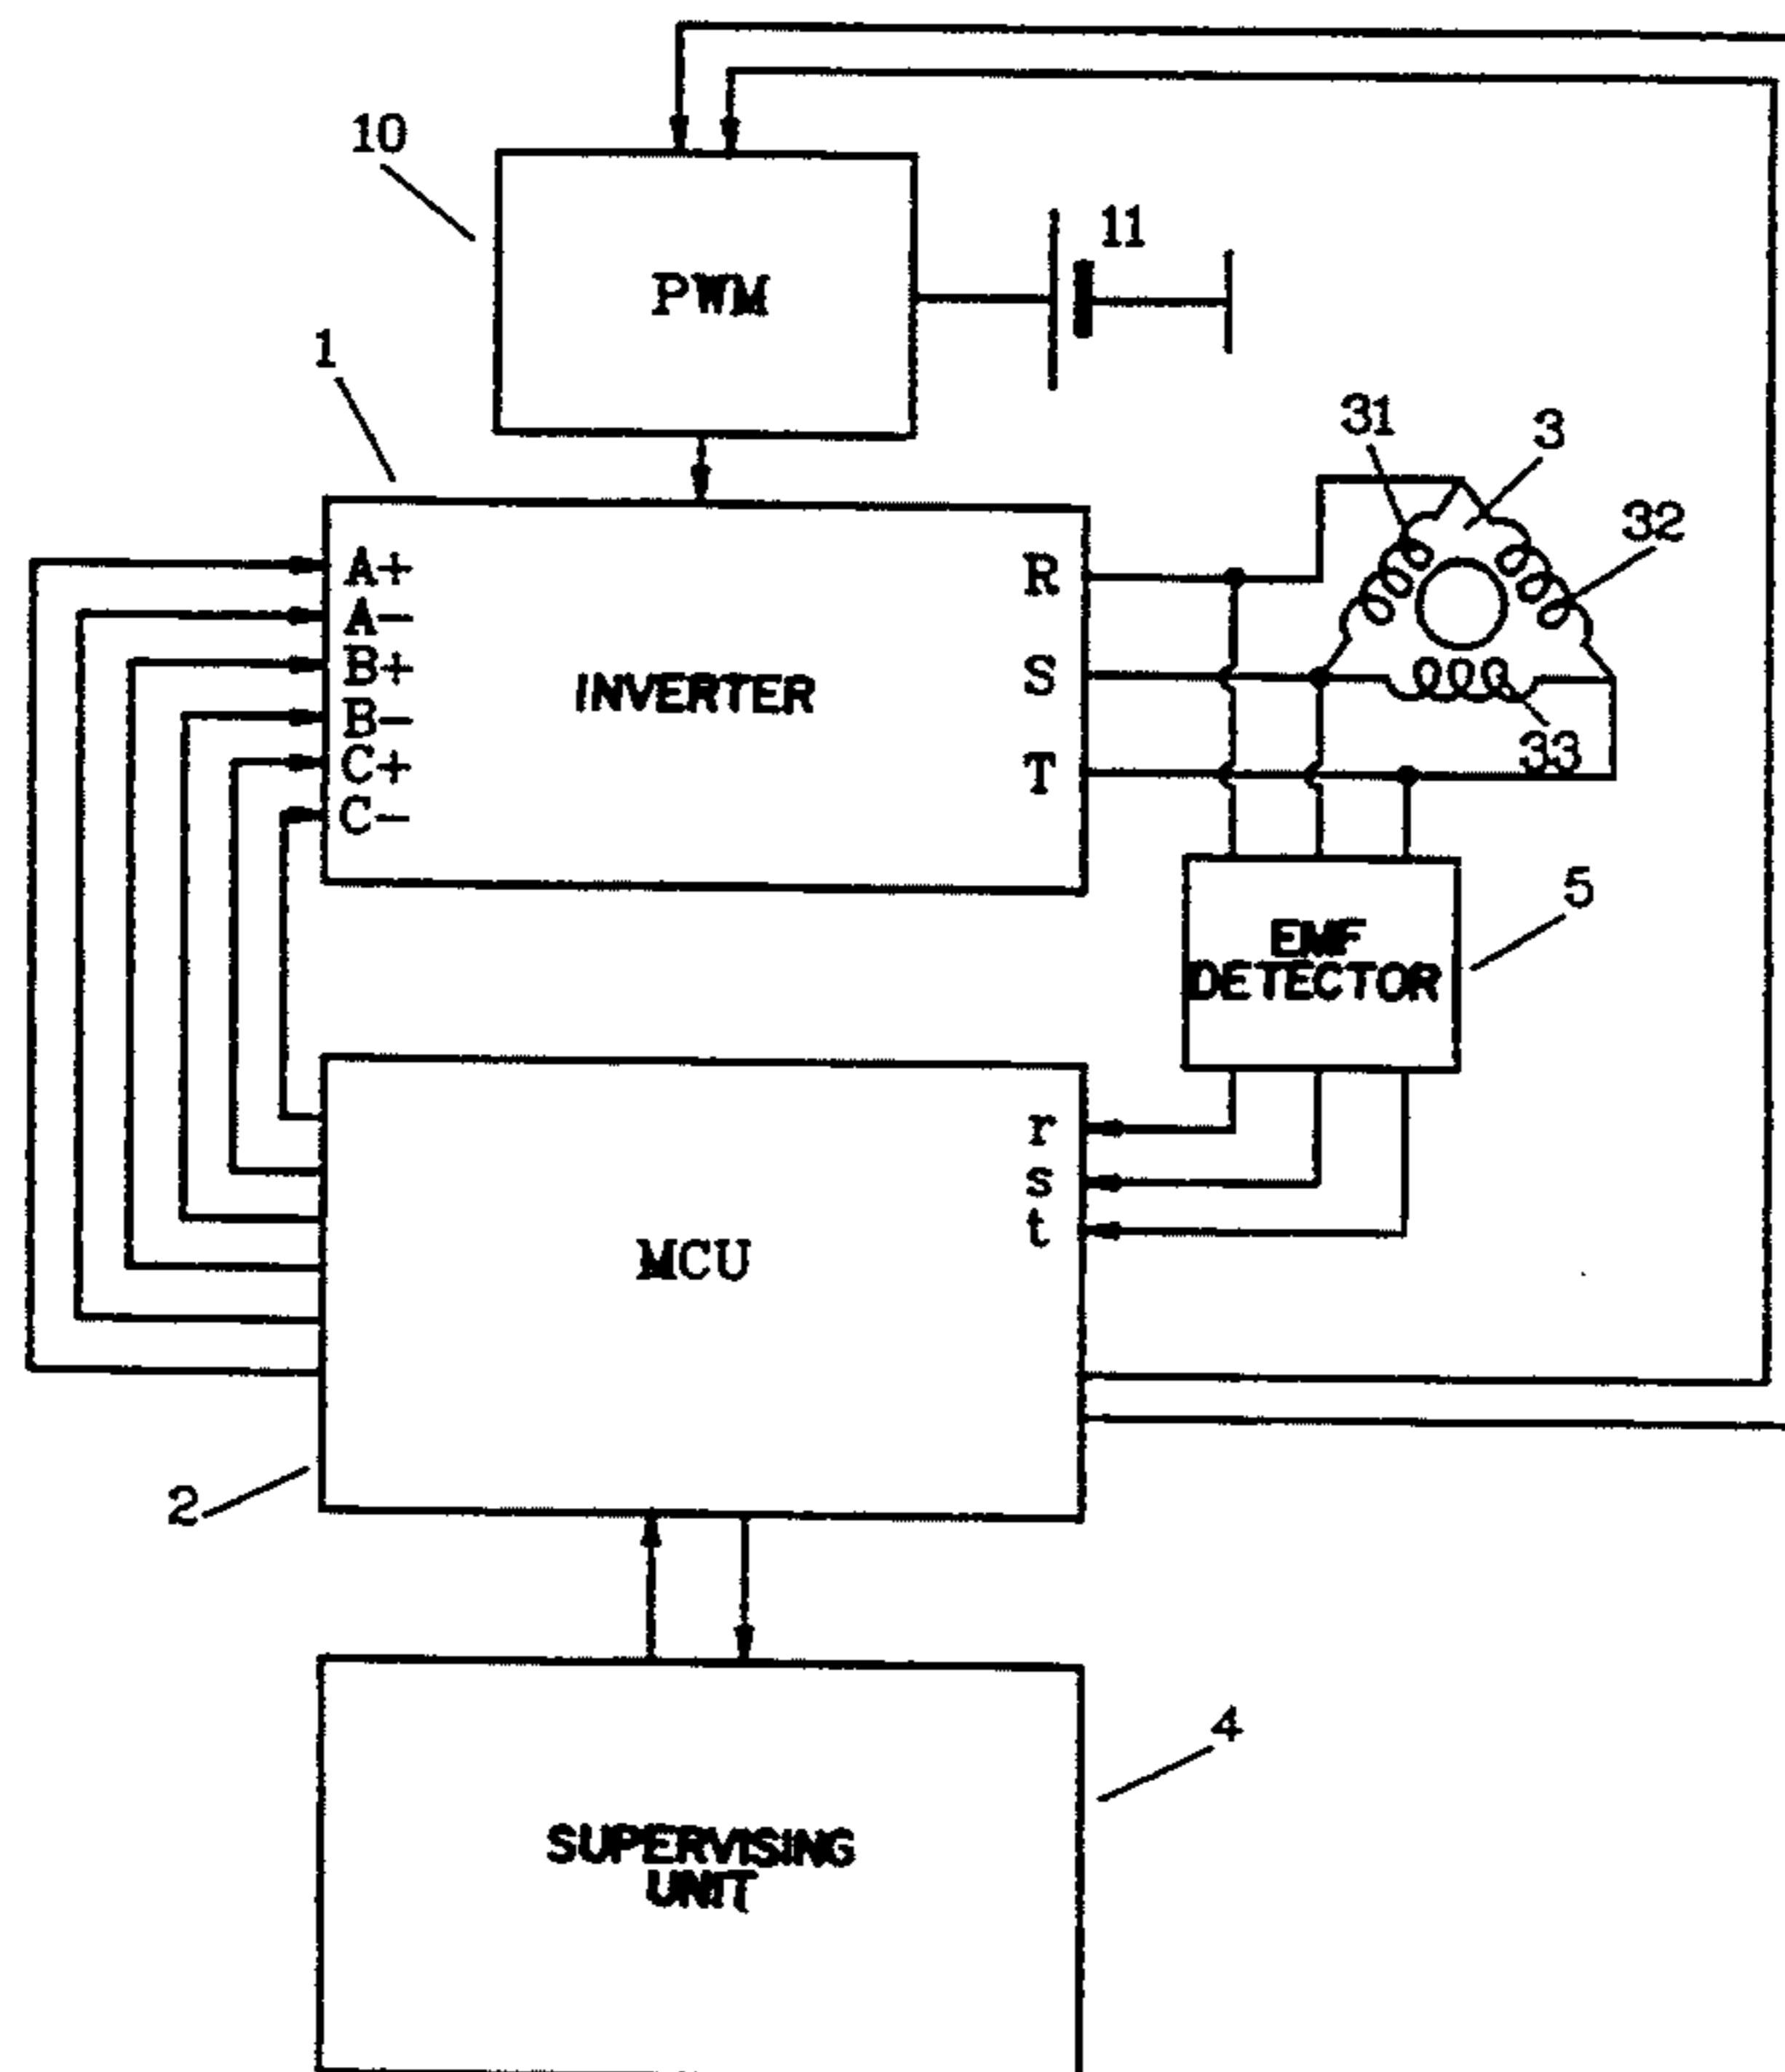 10
11
PWM
1
31
3
32
A+
R
A-
B+
S
INVERTER
B-
33
C+
T
C-
5
EMF
DETECTOR
r
s
t
MCU
2
4
SUPERVISING
UNIT